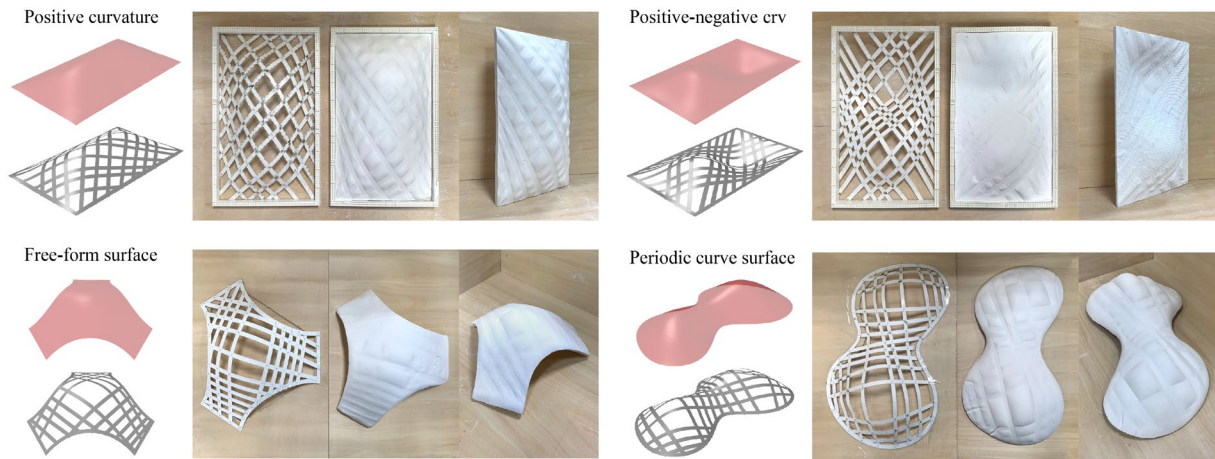 Positive curvature
Positive-negative crv
Free-form surface
Periodic curve surface